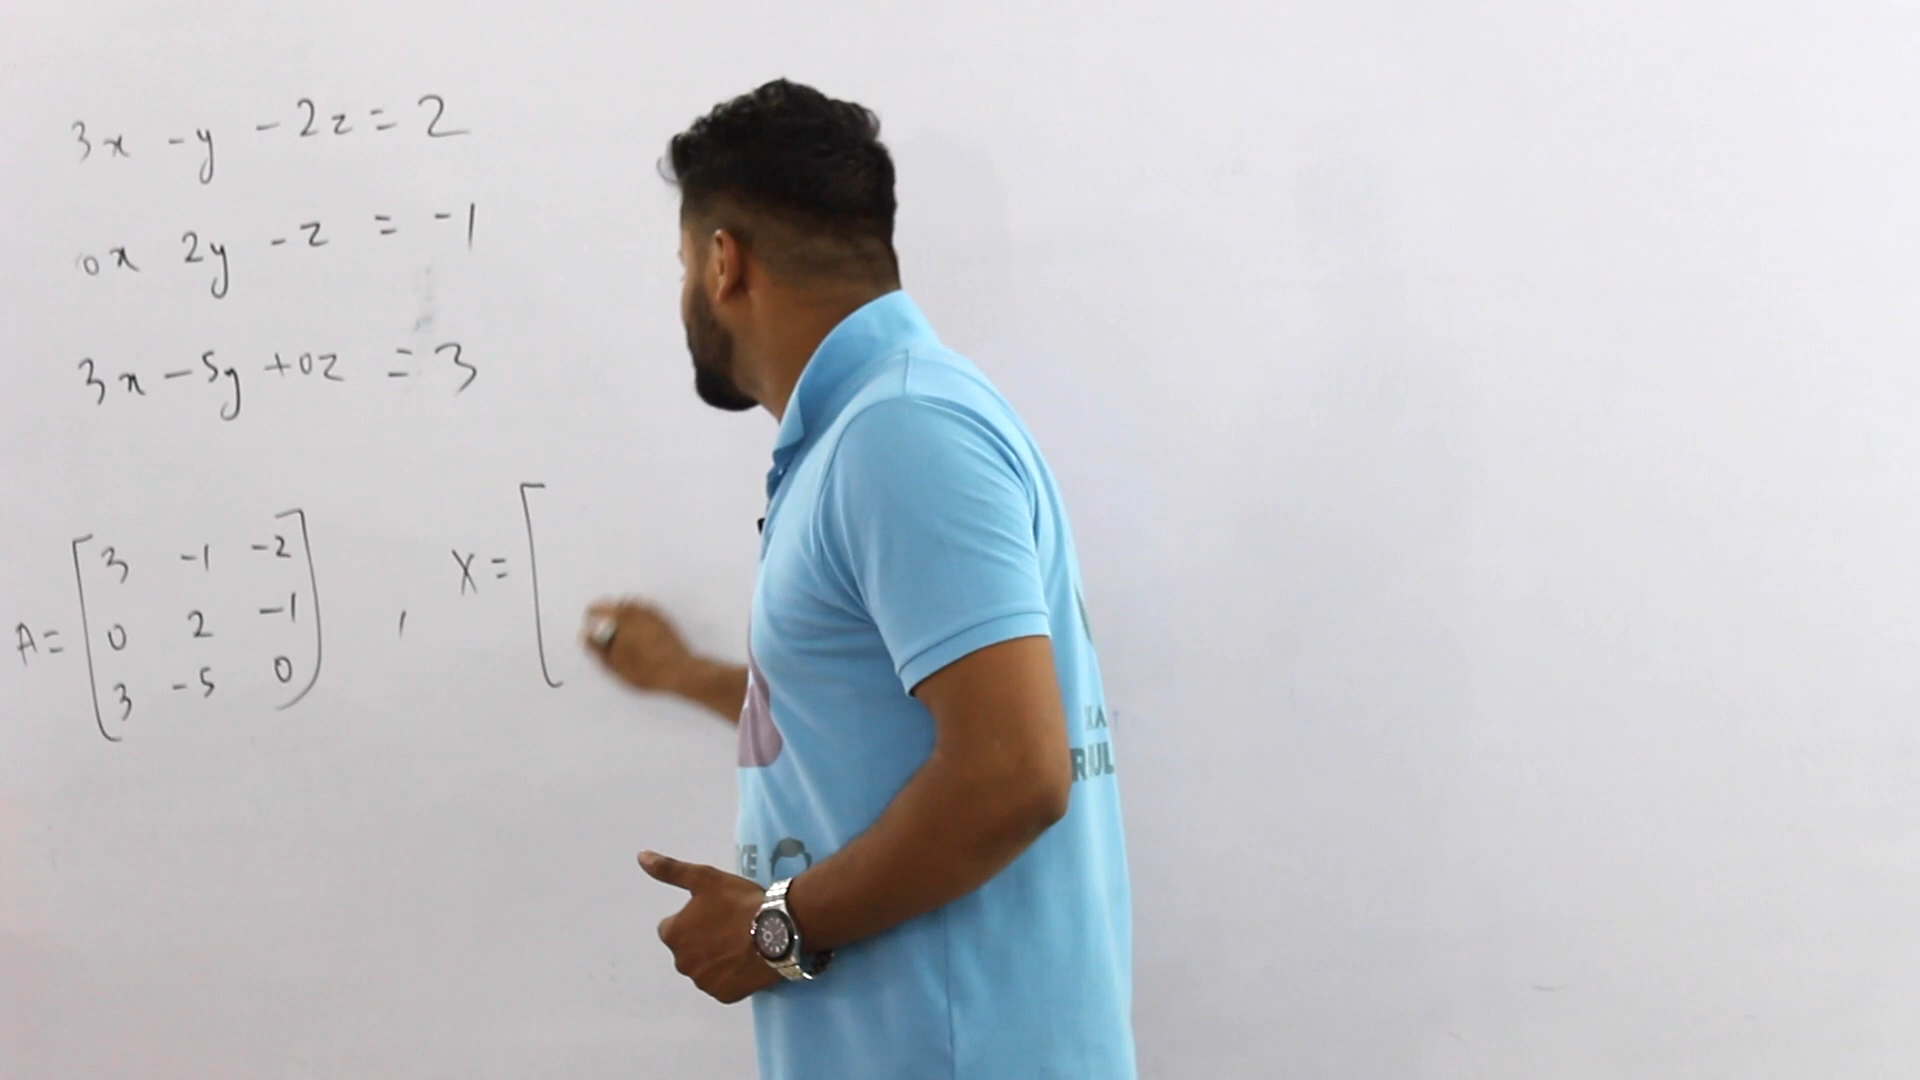 3x - y - 2z = 2
0x 2y - z = -1
3x - 5y + 0z = 3
A = [3 -1 -2
0 2 -1
3 -5 0] , X = [